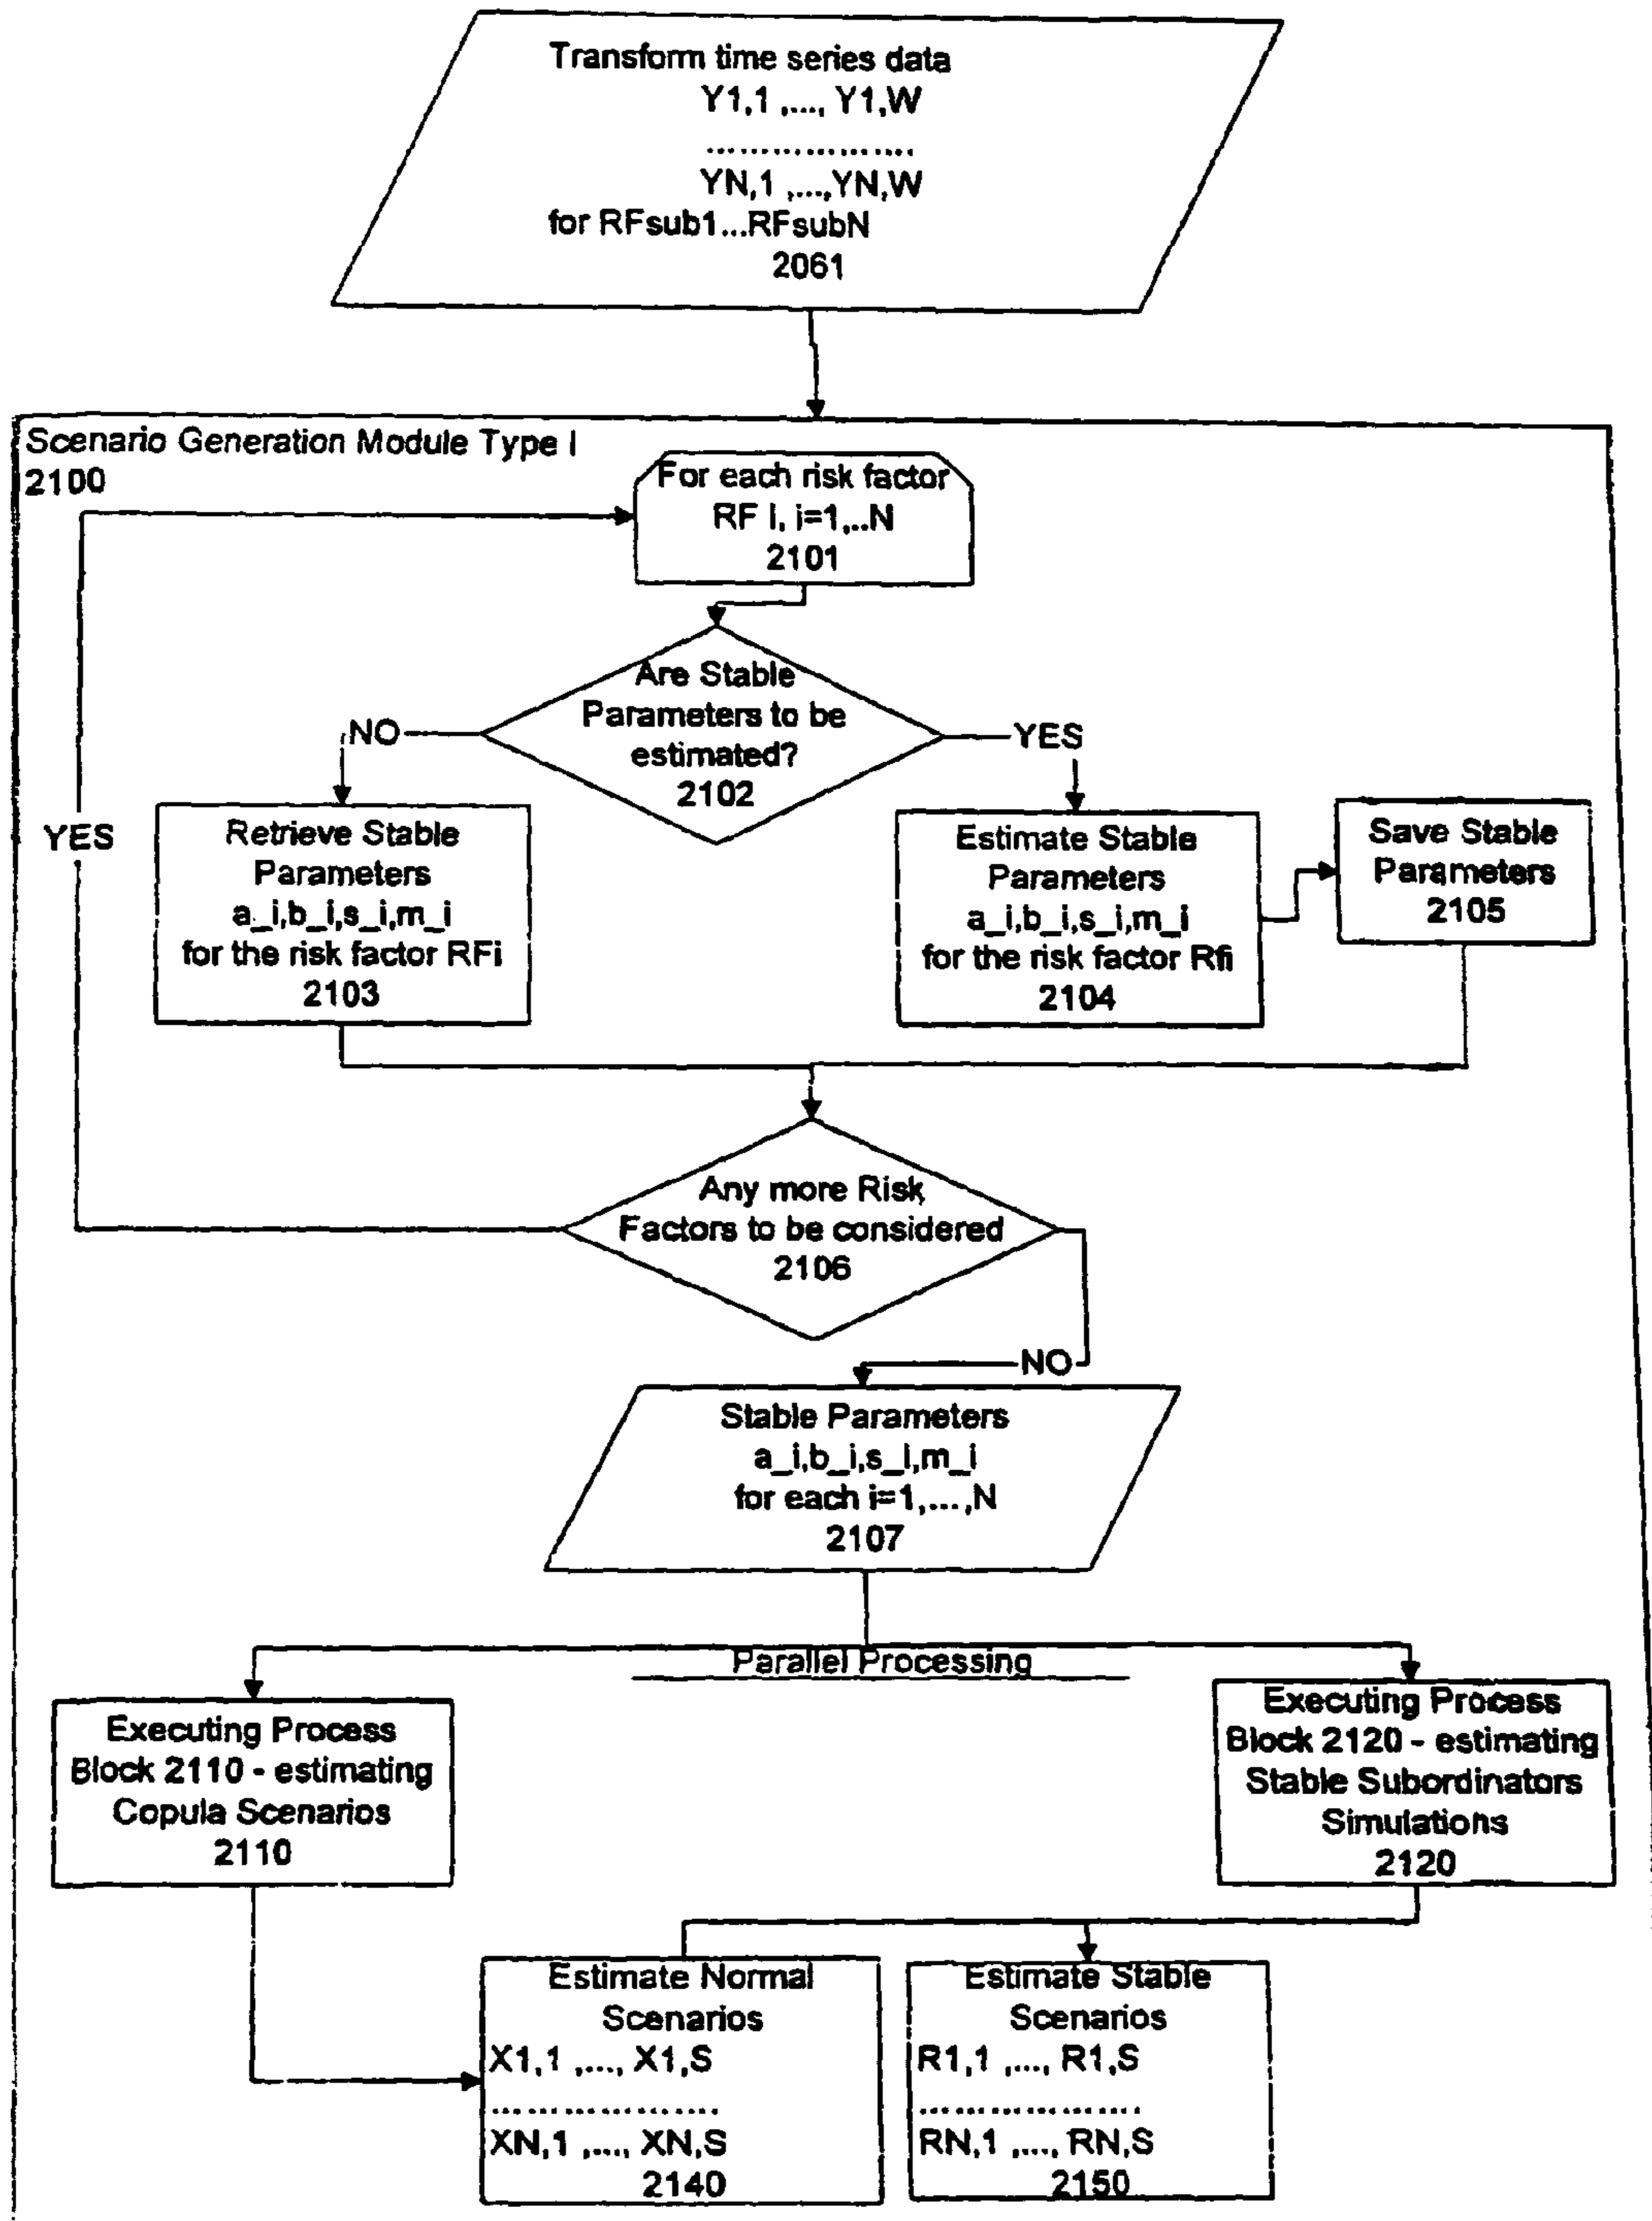 Transform time series data
Y1,1 ,..., Y1,W
..................
YN,1 ,...,YN,W
for RFsub1...RFsubN
2061
Scenario Generation Module Type I
2100
For each risk factor
RF I, i=1,..N
2101
Are Stable
Parameters to be
estimated?
2102
NO
YES
YES
Retrieve Stable
Parameters
a_i,b_i,s_i,m_i
for the risk factor RFi
2103
Estimate Stable
Parameters
a_i,b_i,s_i,m_i
for the risk factor Rfi
2104
Save Stable
Parameters
2105
Any more Risk
Factors to be considered
2106
NO
Stable Parameters
a_i,b_i,s_i,m_i
for each i=1,...,N
2107
Parallel Processing
Executing Process
Block 2110 - estimating
Copula Scenarios
2110
Executing Process
Block 2120 - estimating
Stable Subordinators
Simulations
2120
Estimate Normal
Scenarios
X1,1 ,..., X1,S
....................
XN,1 ,..., XN,S
2140
Estimate Stable
Scenarios
R1,1 ,..., R1,S
...................
RN,1 ,..., RN,S
2150